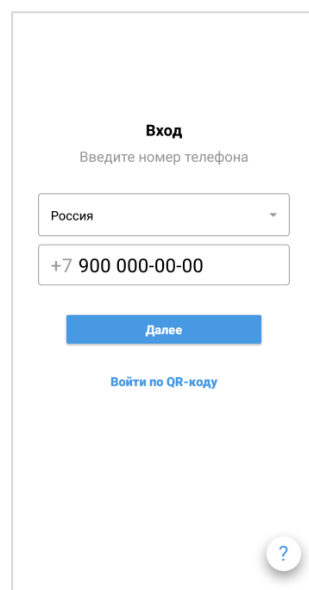 Вход
Введите номер телефона
Россия
+7 900 000-00-00
Далее
Войти по QR-коду
?